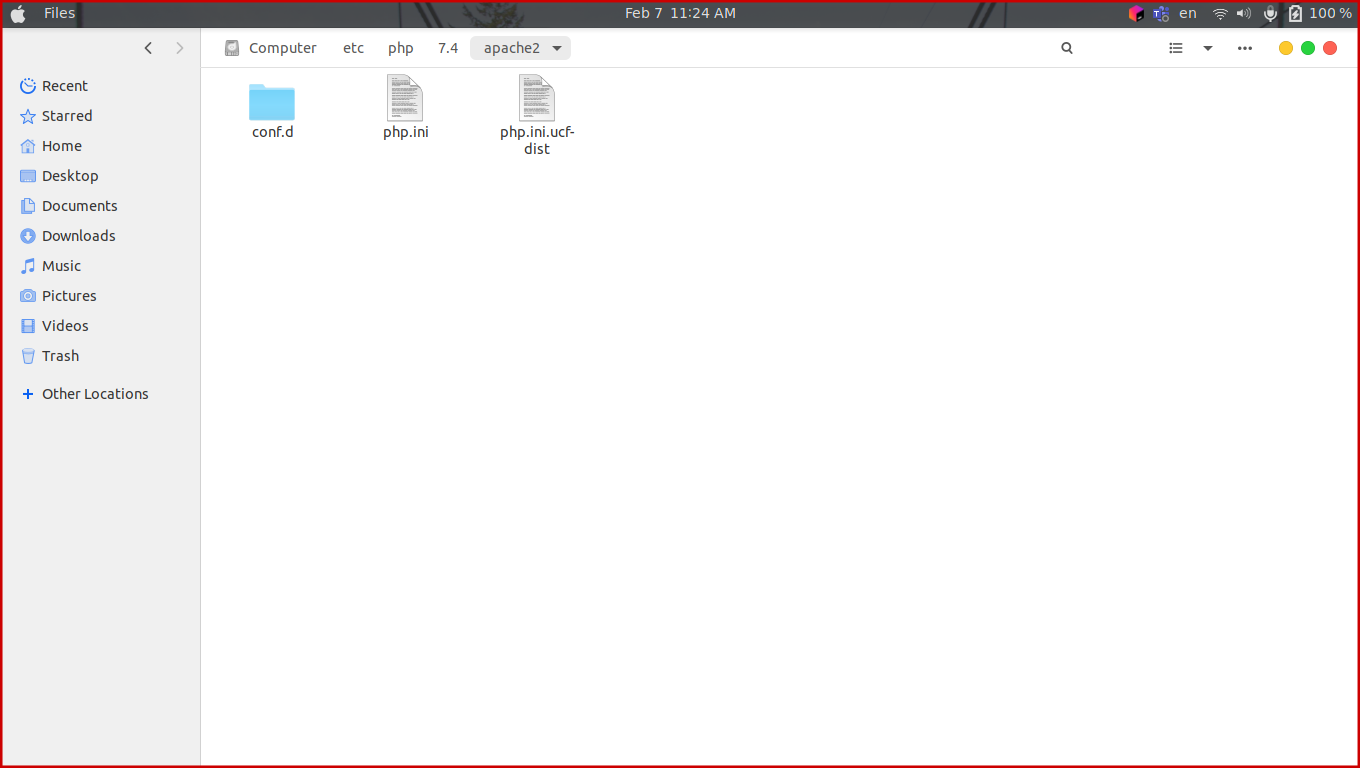 Files
Feb 7 11:24 AM
en
100 %
Computer
etc
php
7.4
apache2
Recent
Starred
Home
Desktop
Documents
Downloads
Music
Pictures
Videos
Trash
Other Locations
conf.d
php.ini
php.ini.ucf-
dist